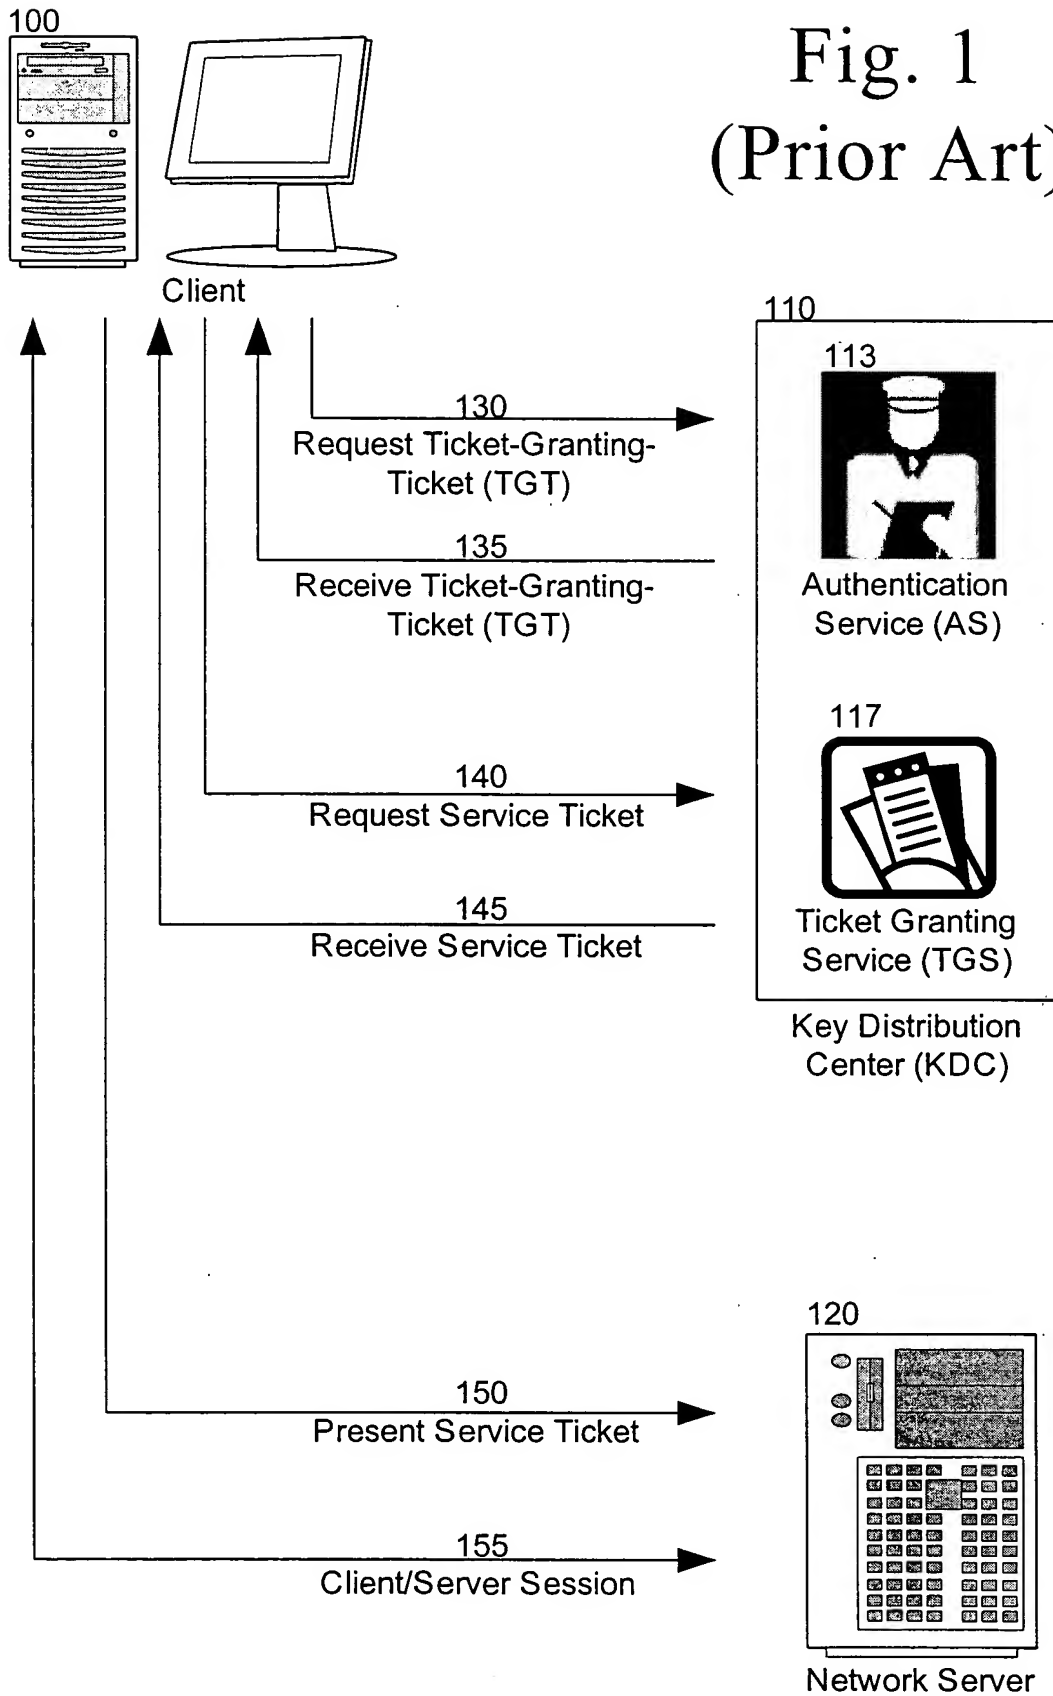 100
Fig. 1
(Prior Art)
Client
110
113
130
Request Ticket-Granting-
Ticket (TGT)
135
Receive Ticket-Granting-
Ticket (TGT)
Authentication
Service (AS)
117
140
Request Service Ticket
145
Receive Service Ticket
Ticket Granting
Service (TGS)
Key Distribution
Center (KDC)
120
150
Present Service Ticket
155
Client/Server Session
Network Server